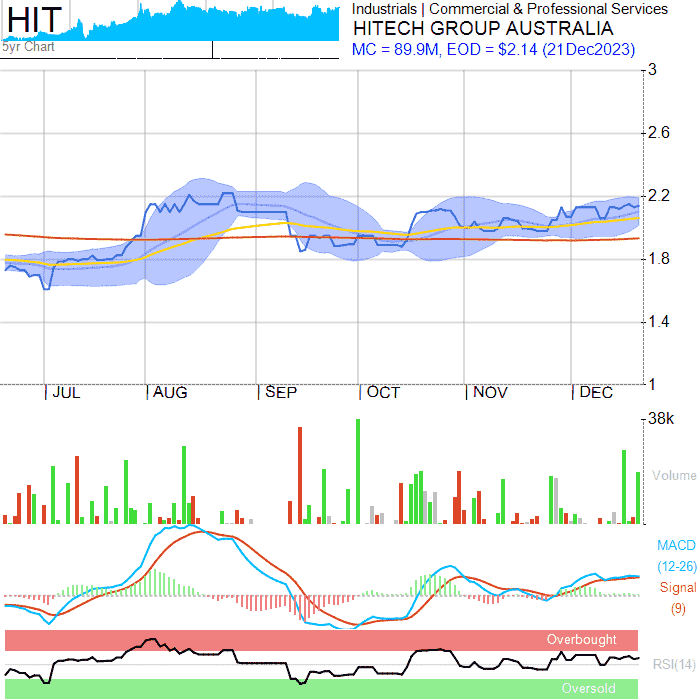 HIT
5yr Chart
Industrials | Commercial & Professional Services
HITECH GROUP AUSTRALIA
MC = 89.9M, EOD = $2.14 (21Dec2023)
3
2.6
2.2
1.8
1.4
1
JUL AUG SEP OCT NOV DEC
38k
Volume
MACD
(12-26)
Signal
(9)
Overbought
RSI(14)
Oversold